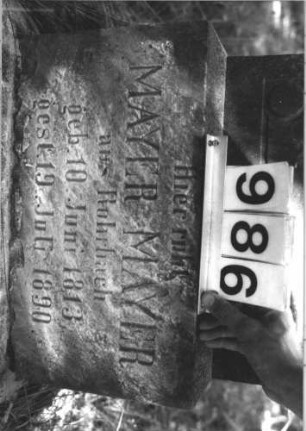 Hier ruht
MAYER MAYER
aus Rohrbach
geb. 10 Juni 1813.
gest. 19. Juli 1890
986